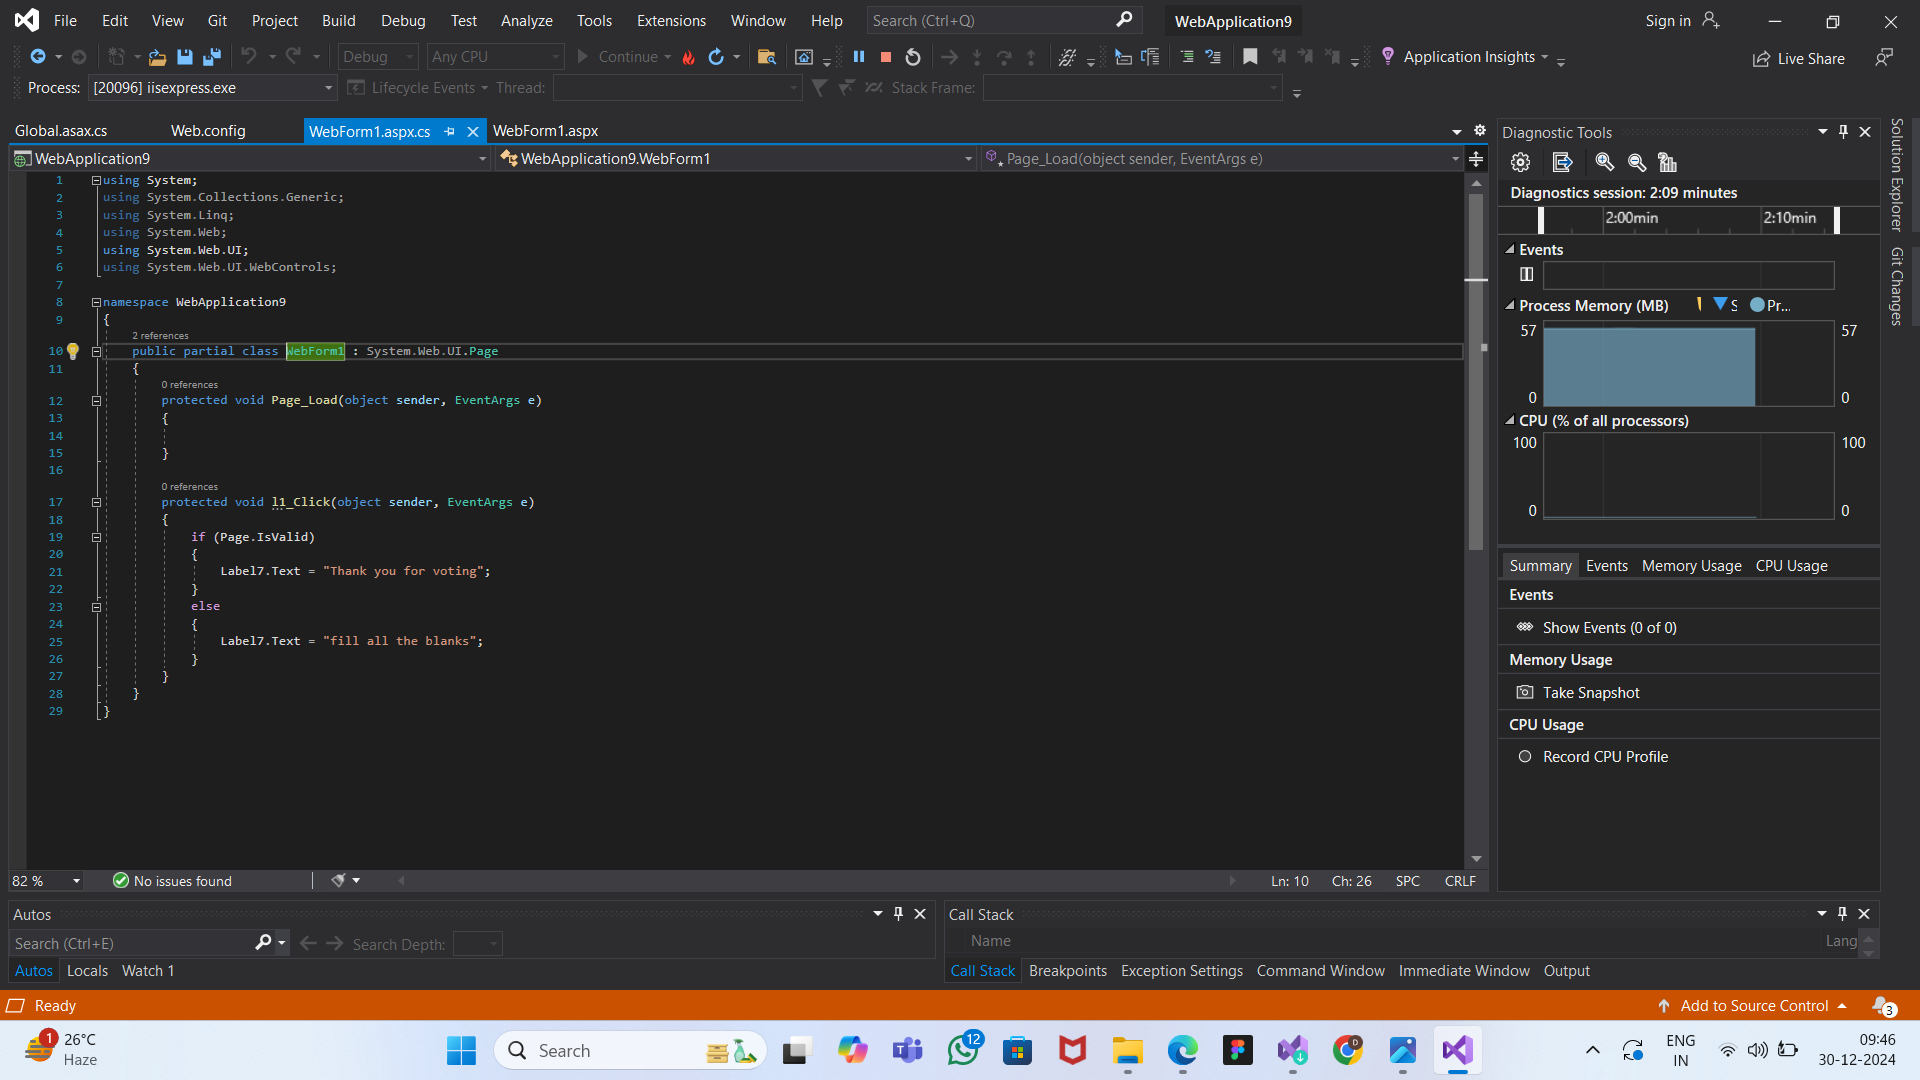 File Edit View Git Project Build Debug Test Analyze Tools Extensions Window Help Search (Ctrl+Q) WebApplication9 Sign in
Debug Any CPU Continue Application Insights Live Share
Process: [20096] iisexpress.exe Lifecycle Events Thread: Stack Frame:
Global.asax.cs Web.config WebForm1.aspx.cs WebForm1.aspx
WebApplication9 WebApplication9.WebForm1 Page_Load(object sender, EventArgs e)
1 using System;
2 using System.Collections.Generic;
3 using System.Linq;
4 using System.Web;
5 using System.Web.UI;
6 using System.Web.UI.WebControls;
7
8 namespace WebApplication9
9 {
2 references
10 public partial class WebForm1 : System.Web.UI.Page
11 {
0 references
12 protected void Page_Load(object sender, EventArgs e)
13 {
14
15 }
16
0 references
17 protected void l1_Click(object sender, EventArgs e)
18 {
19 if (Page.IsValid)
20 {
21 Label7.Text = "Thank you for voting";
22 }
23 else
24 {
25 Label7.Text = "fill all the blanks";
26 }
27 }
28 }
29 }
82 % No issues found Ln: 10 Ch: 26 SPC CRLF
Diagnostic Tools
Diagnostics session: 2:09 minutes
2:00min 2:10min
Events
Process Memory (MB) S Pr...
57 57
0 0
CPU (% of all processors)
100 100
0 0
Summary Events Memory Usage CPU Usage
Events
Show Events (0 of 0)
Memory Usage
Take Snapshot
CPU Usage
Record CPU Profile
Solution Explorer
Git Changes
Autos
Search (Ctrl+E) Search Depth:
Autos Locals Watch 1
Call Stack
Name Lang
Call Stack Breakpoints Exception Settings Command Window Immediate Window Output
Ready Add to Source Control 3
1 26°C
Haze
Search
12
D
ENG
IN
09:46
30-12-2024